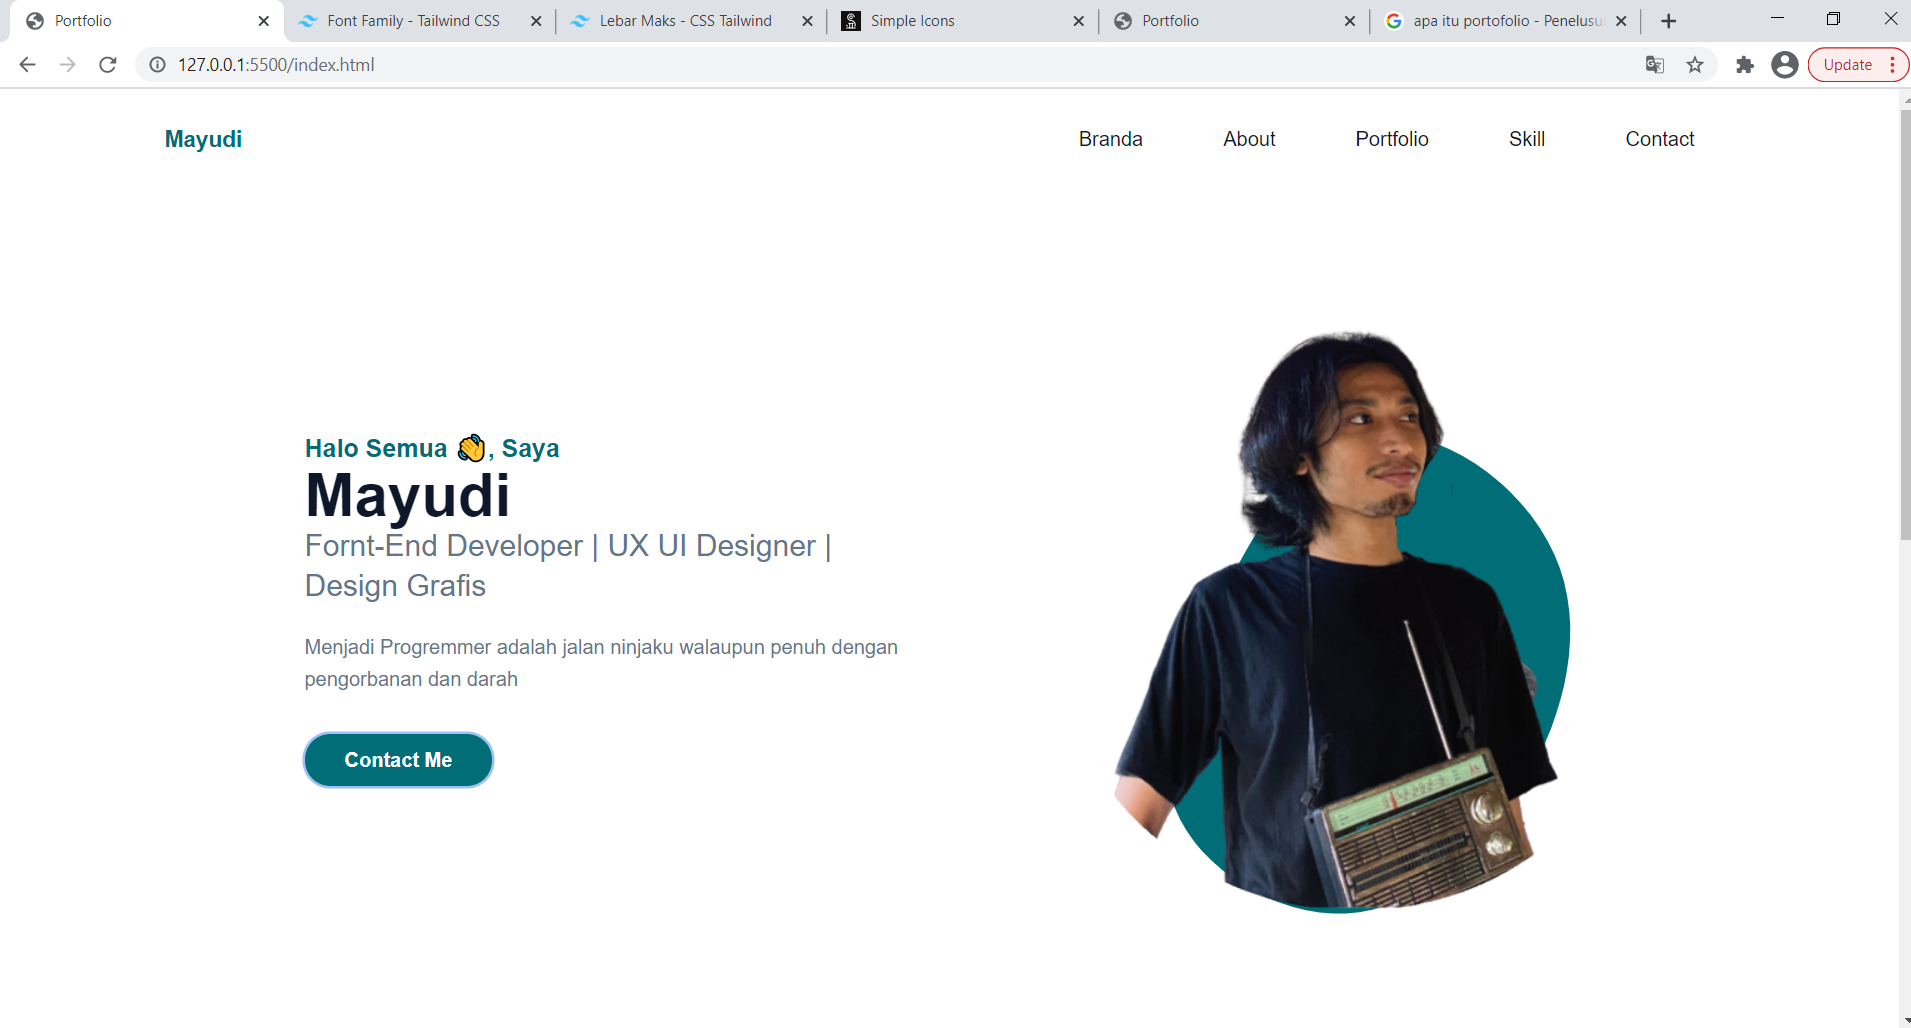 Portfolio
Font Family - Tailwind CSS
Lebar Maks - CSS Tailwind
Simple Icons
Portfolio
apa itu portofolio - Penelusu
127.0.0.1:5500/index.html
Update
Mayudi
Branda
About
Portfolio
Skill
Contact
Halo Semua 👏, Saya
Mayudi
Fornt-End Developer | UX UI Designer |
Design Grafis
Menjadi Progremmer adalah jalan ninjaku walaupun penuh dengan
pengorbanan dan darah
Contact Me